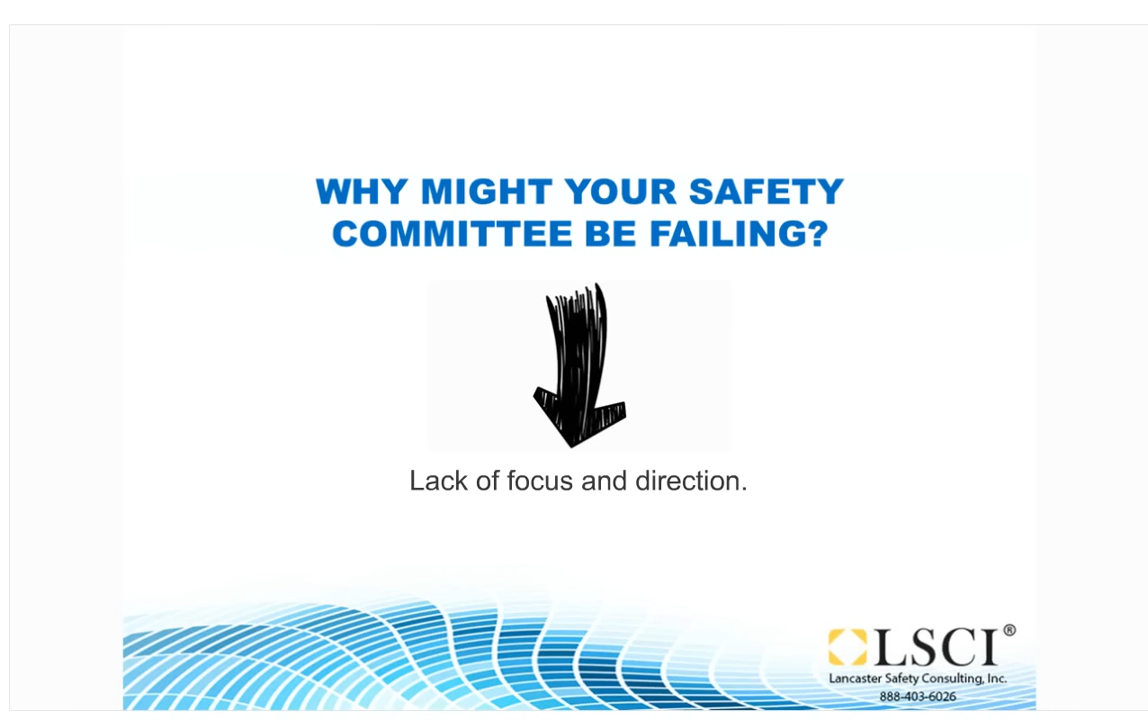 WHY MIGHT YOUR SAFETY
COMMITTEE BE FAILING?
Lack of focus and direction.
LSCI®
Lancaster Safety Consulting, Inc.
888-403-6026